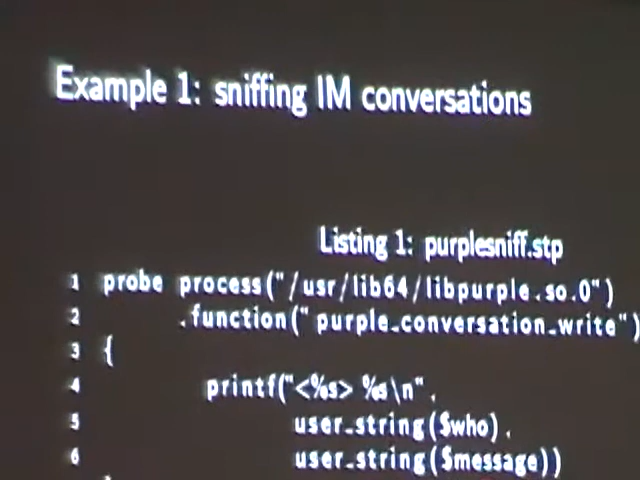 Example 1: sniffing IM conversations
Listing 1: purplesniff.stp
1 probe process("/usr/lib64/libpurple.so.0")
2 .function("purple_conversation_write")
3 {
4 printf("<%s> %s\n",
5 user_string($who),
6 user_string($message))